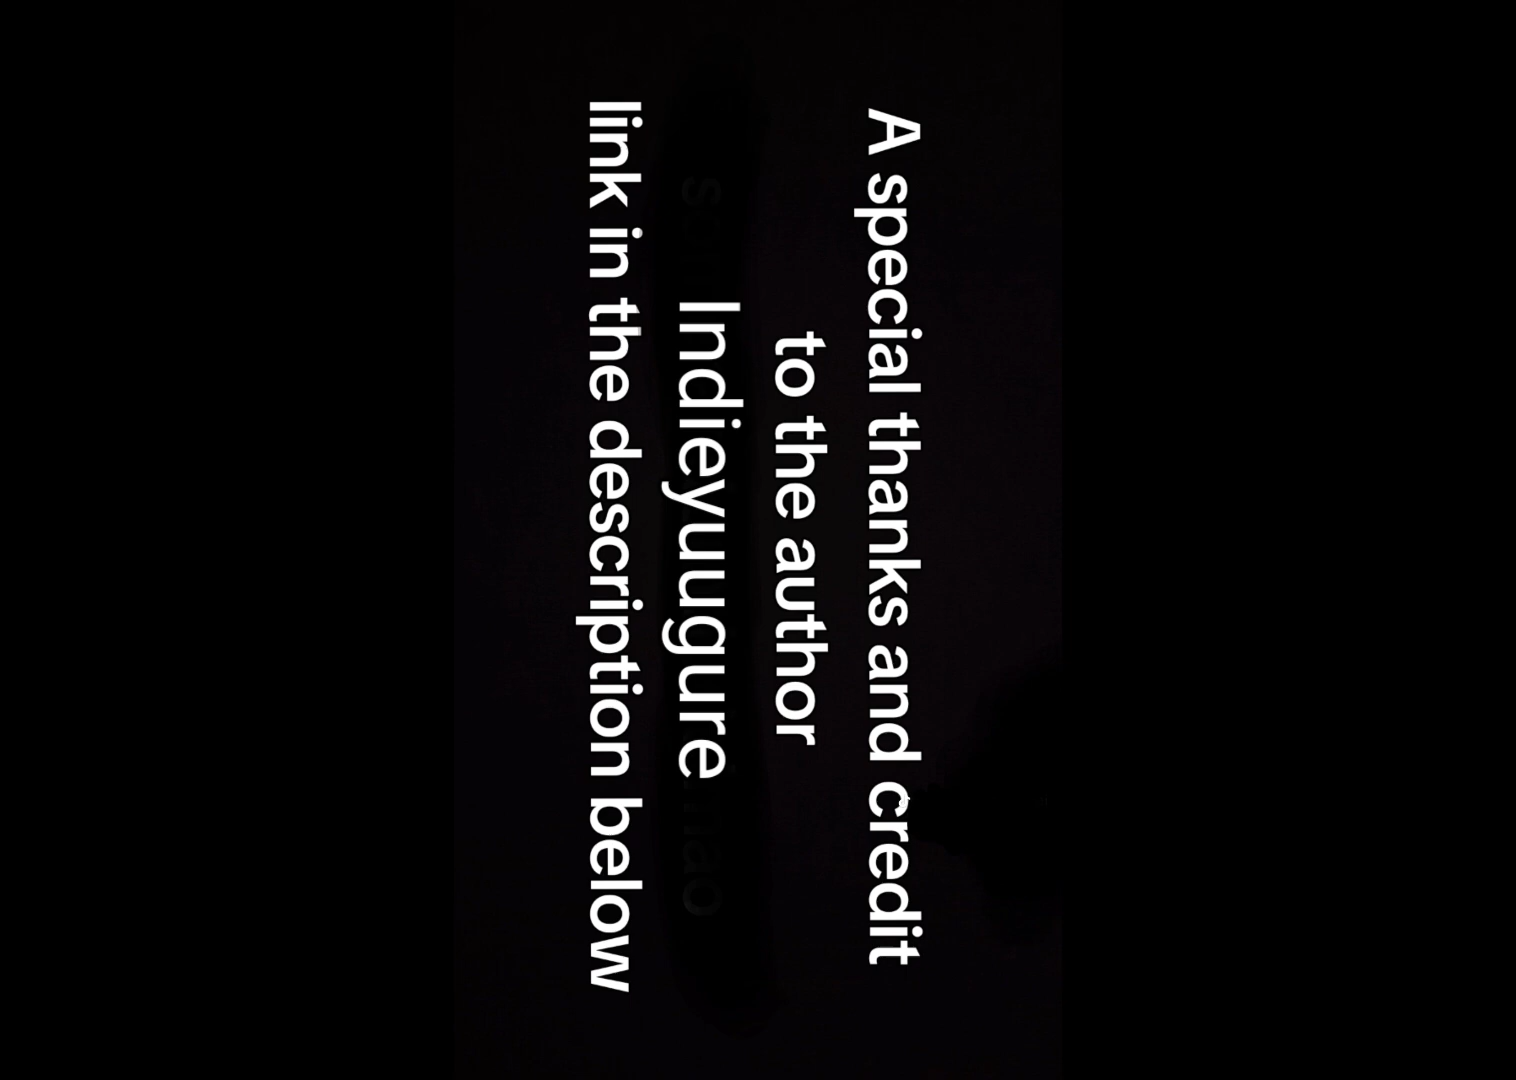 A special thanks and credit
to the author
Indieyuugure
link in the description below